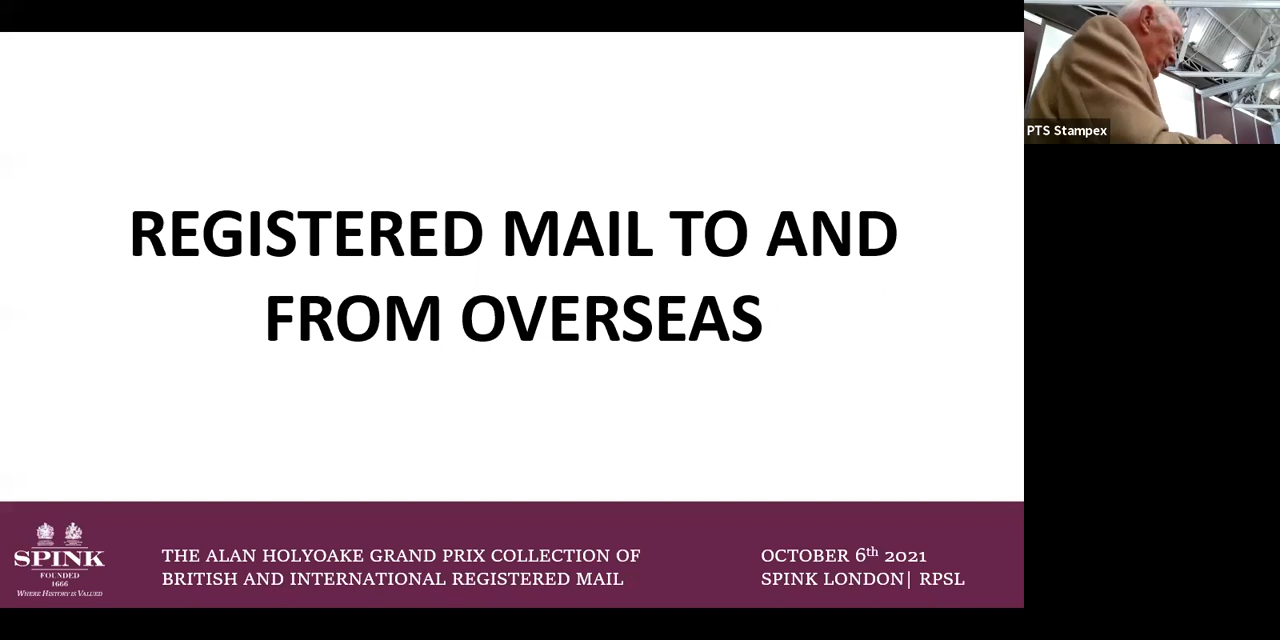 REGISTERED MAIL TO AND
FROM OVERSEAS
PTS Stampex
SPINK
FOUNDED
1666
WHERE HISTORY IS VALUED
THE ALAN HOLYOAKE GRAND PRIX COLLECTION OF
BRITISH AND INTERNATIONAL REGISTERED MAIL
OCTOBER 6th 2021
SPINK LONDON| RPSL